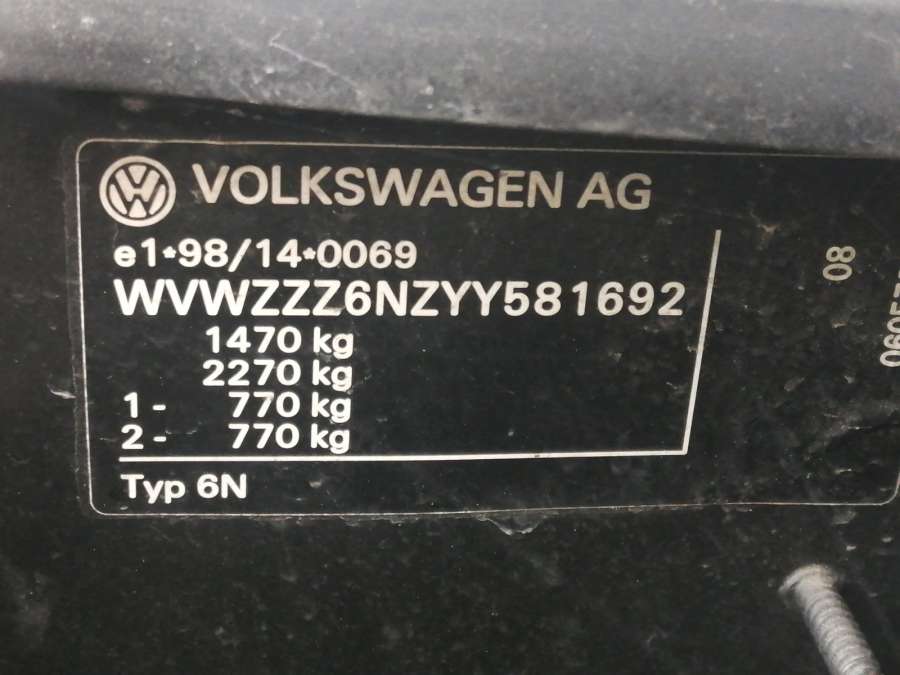 VOLKSWAGEN AG
e1*98/14*0069
WVWZZZ6NZYY581692
1470 kg
2270 kg
1- 770 kg
2- 770 kg
Typ 6N
08